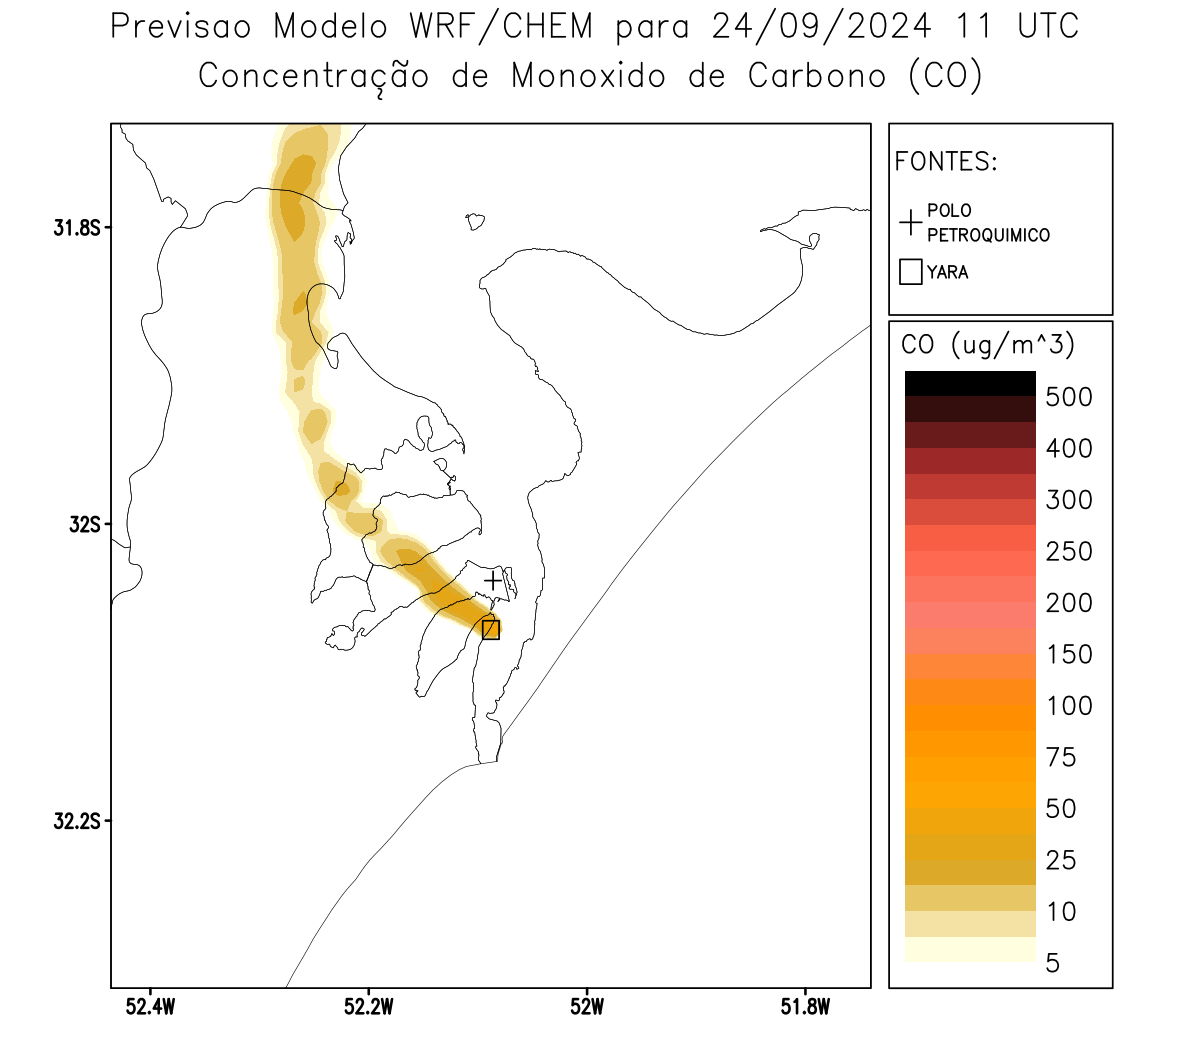 Previsao Modelo WRF/CHEM para 24/09/2024 11 UTC
Concentração de Monoxido de Carbono (CO)
FONTES:
POLO
PETROQUIMICO
YARA
CO (ug/m^3)
500
400
300
250
200
150
100
75
50
25
10
5
31.8S
32S
32.2S
52.4W
52.2W
52W
51.8W